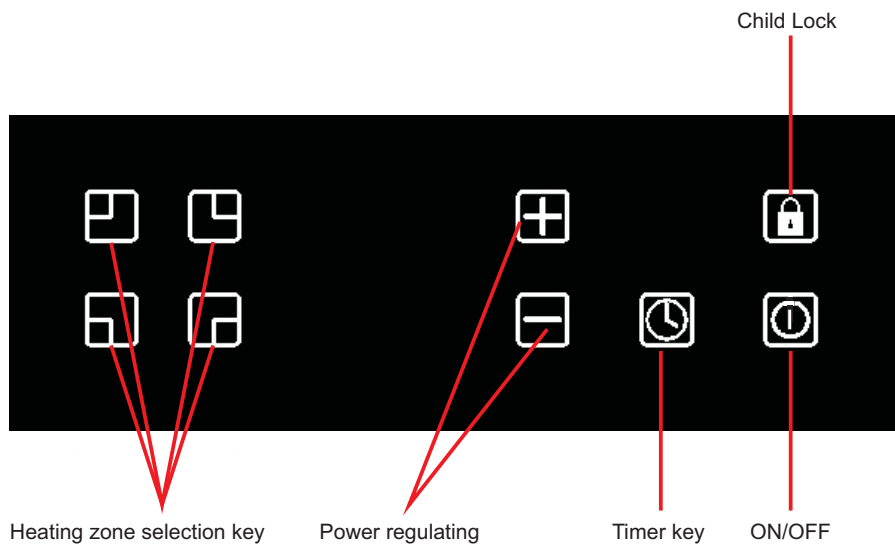 Child Lock
Heating zone selection key
Power regulating
Timer key
ON/OFF